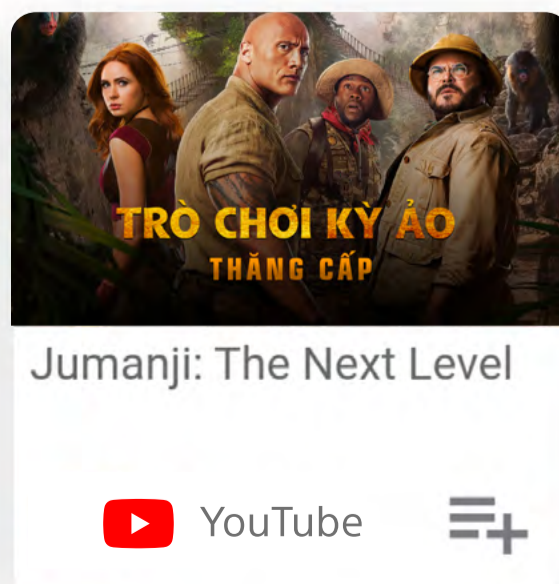 TRÒ CHƠI KỲ ẢO
THĂNG CẤP
Jumanji: The Next Level
YouTube